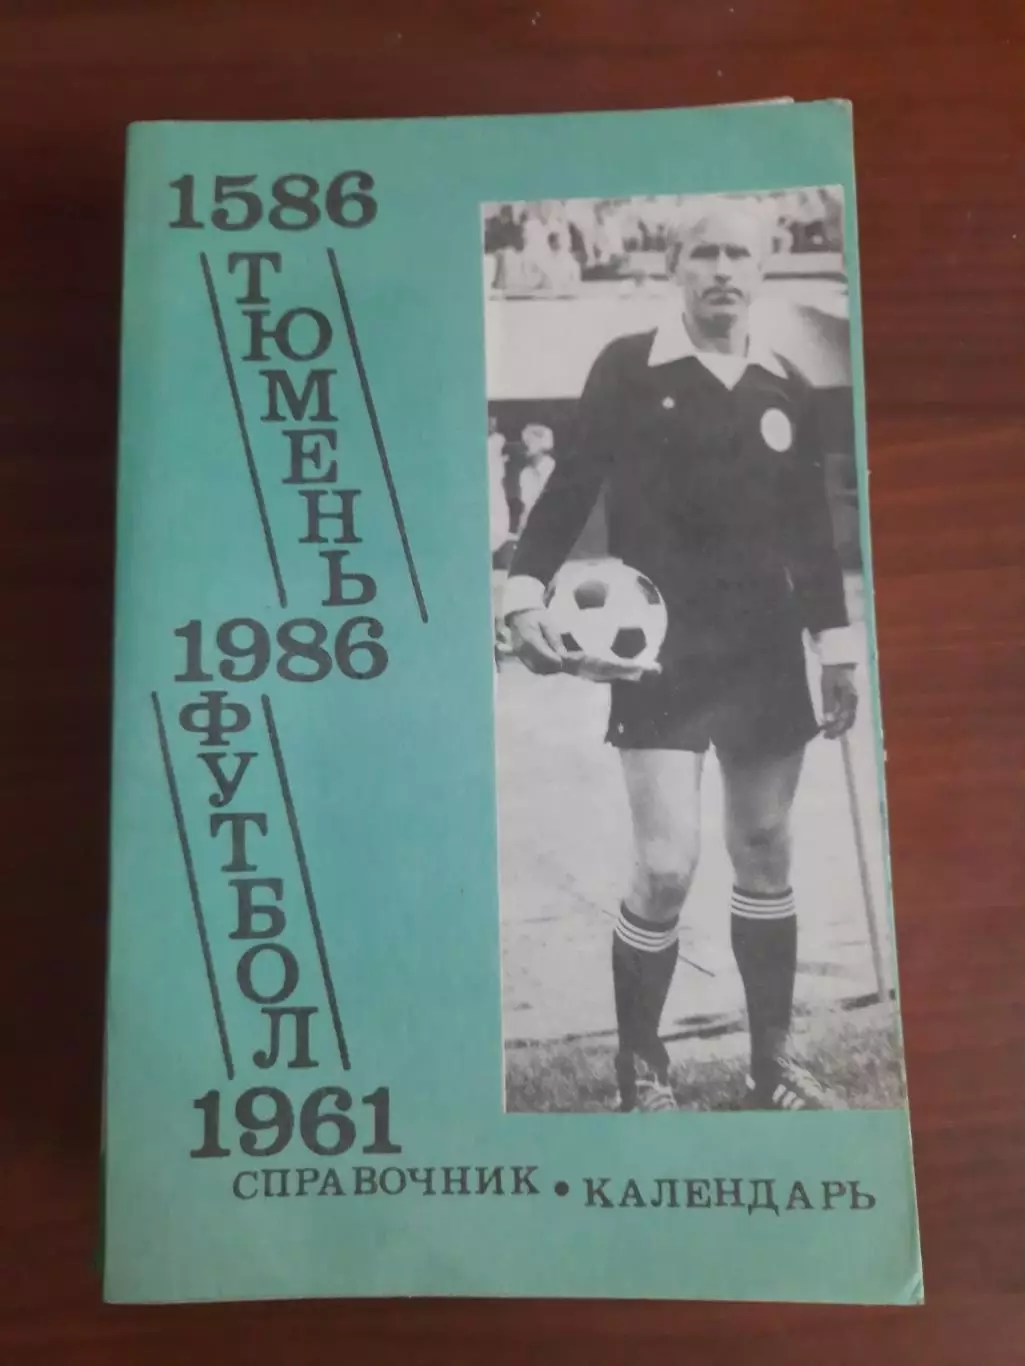 1586
ТЮМЕНЬ
1986
ФУТБОЛ
1961
СПРАВОЧНИК • КАЛЕНДАРЬ